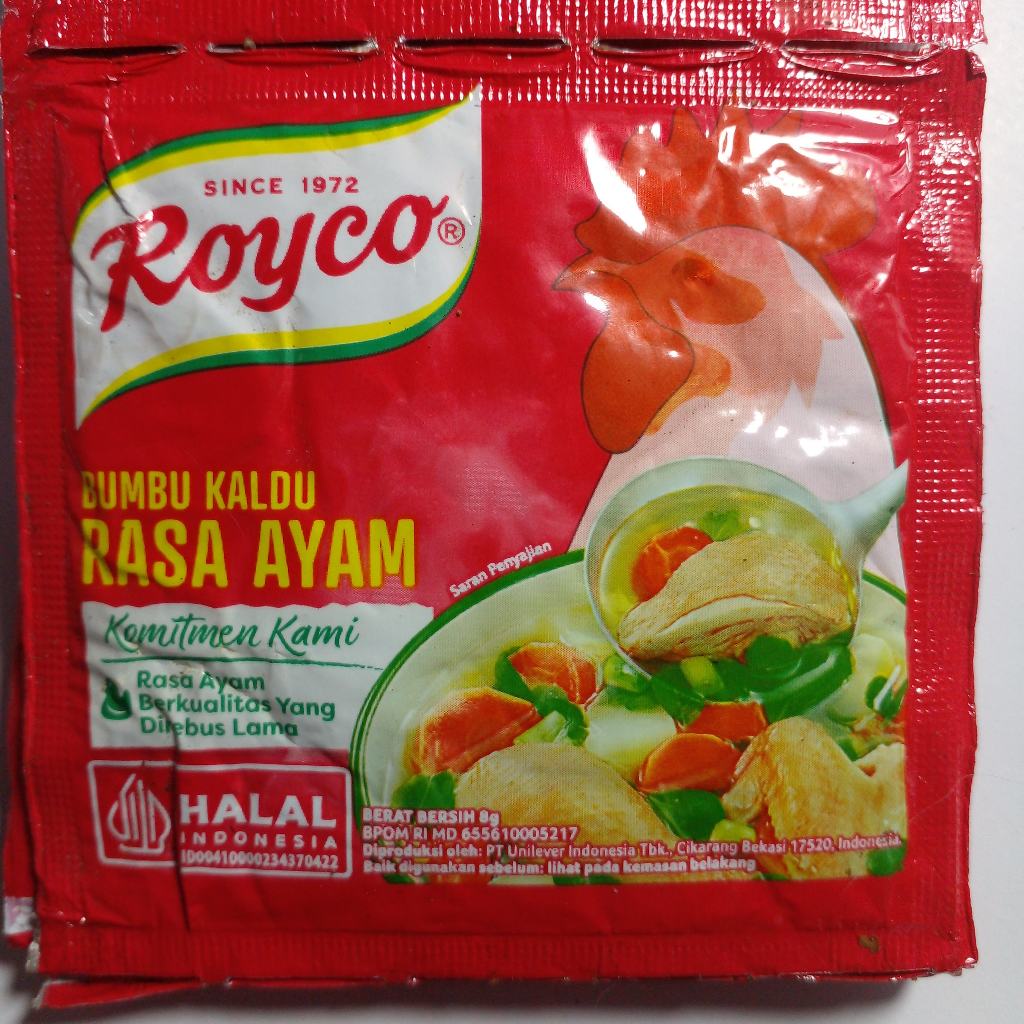 SINCE 1972
Royco®
BUMBU KALDU
RASA AYAM
Saran Penyajian
Komitmen Kami
Rasa Ayam
Berkualitas Yang
Direbus Lama
HALAL
INDONESIA
ID09410000234370422
BERAT BERSIH 8g
BPOM RI MD 655610005217
Diproduksi oleh: PT Unilever Indonesia Tbk., Cikarang Bekasi 17520, Indonesia.
Baik digunakan sebelum: lihat pada kemasan belakang